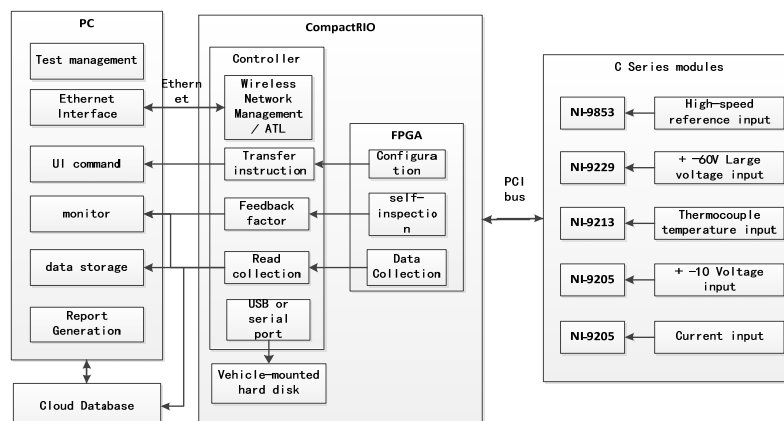 PC
Test management
Ethernet
Interface
UI command
monitor
data storage
Report
Generation
Cloud Database
Ethern
et
CompactRIO
Controller
Wireless
Network
Management
/ ATL
Transfer
instruction
Feedback
factor
Read
collection
USB or
serial
port
Vehicle-mounted
hard disk
FPGA
Configura
tion
self-
inspectio
n
Data
Collection
PCI
bus
C Series modules
NI-9853
High-speed
reference input
NI-9229
+ -60V Large
voltage input
NI-9213
Thermocouple
temperature input
NI-9205
+ -10 Voltage
input
NI-9205
Current input